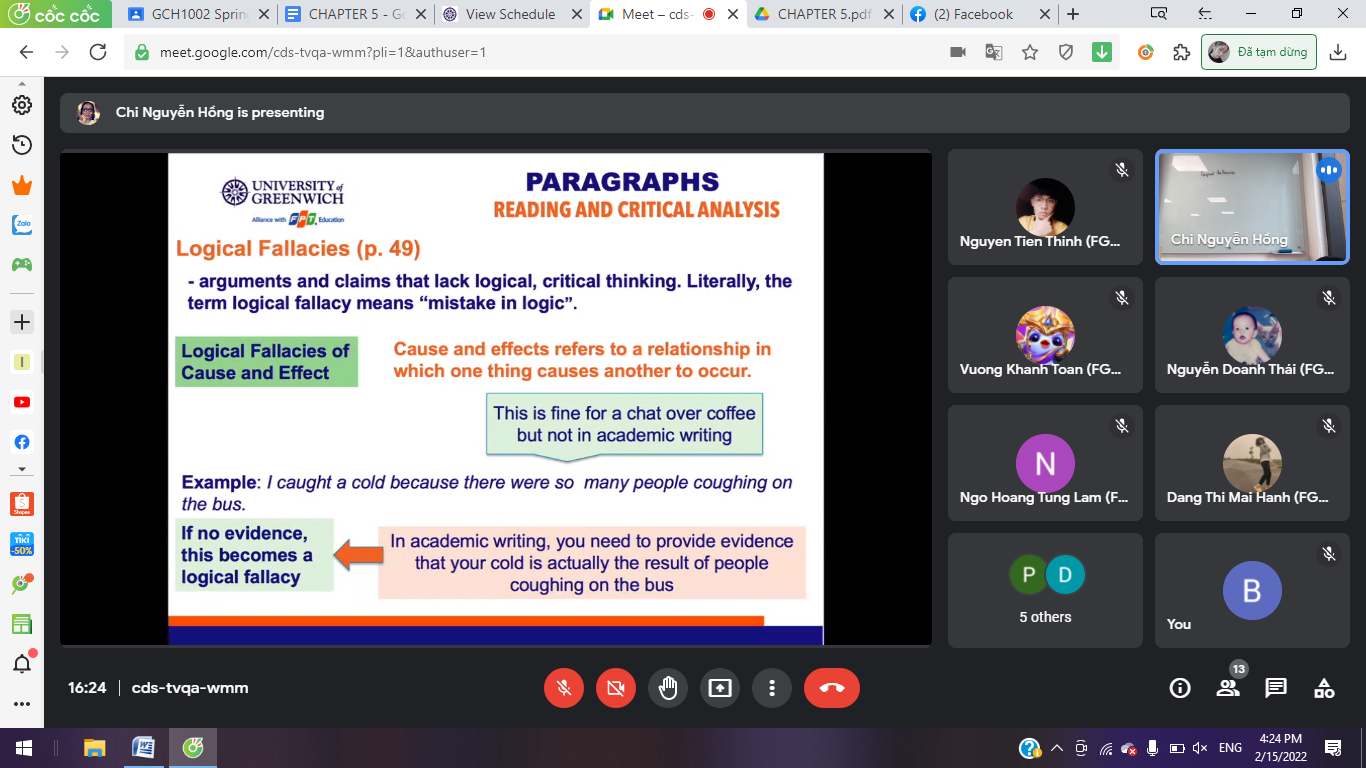 cốc cốc
GCH1002 Sprin
CHAPTER 5 - Go
View Schedule
Meet – cds-
CHAPTER 5.pdf
(2) Facebook
meet.google.com/cds-tvqa-wmm?pli=1&authuser=1
Đã tạm dừng
Chi Nguyễn Hồng is presenting
UNIVERSITY of
GREENWICH
Alliance with FPT Education
PARAGRAPHS
READING AND CRITICAL ANALYSIS
Logical Fallacies (p. 49)
- arguments and claims that lack logical, critical thinking. Literally, the
term logical fallacy means “mistake in logic”.
Logical Fallacies of
Cause and Effect
Cause and effects refers to a relationship in
which one thing causes another to occur.
This is fine for a chat over coffee
but not in academic writing
Example: I caught a cold because there were so many people coughing on
the bus.
If no evidence,
this becomes a
logical fallacy
In academic writing, you need to provide evidence
that your cold is actually the result of people
coughing on the bus
Nguyen Tien Thinh (FG...
Chi Nguyễn Hồng
Vuong Khanh Toan (FG...
Nguyễn Doanh Thái (FG...
N
Ngo Hoang Tung Lam (F...
Dang Thi Mai Hanh (FG...
P
D
5 others
B
You
Zalo
I
Shopee
TIKI
-50%
16:24
cds-tvqa-wmm
13
ENG
4:24 PM
2/15/2022